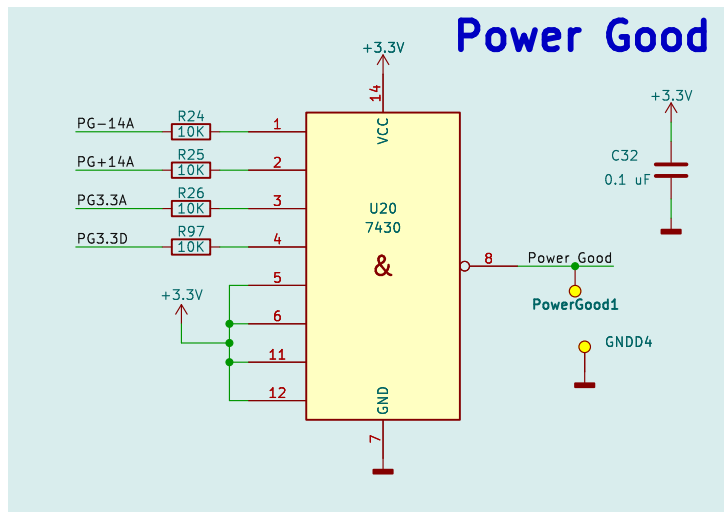 Power Good
+3.3V
14
VCC
+3.3V
PG-14A
R24
10K
1
PG+14A
R25
10K
2
C32
0.1 uF
PG3.3A
R26
10K
3
U20
7430
PG3.3D
R97
10K
4
&
8
Power Good
5
+3.3V
PowerGood1
6
GNDD4
11
12
GND
7